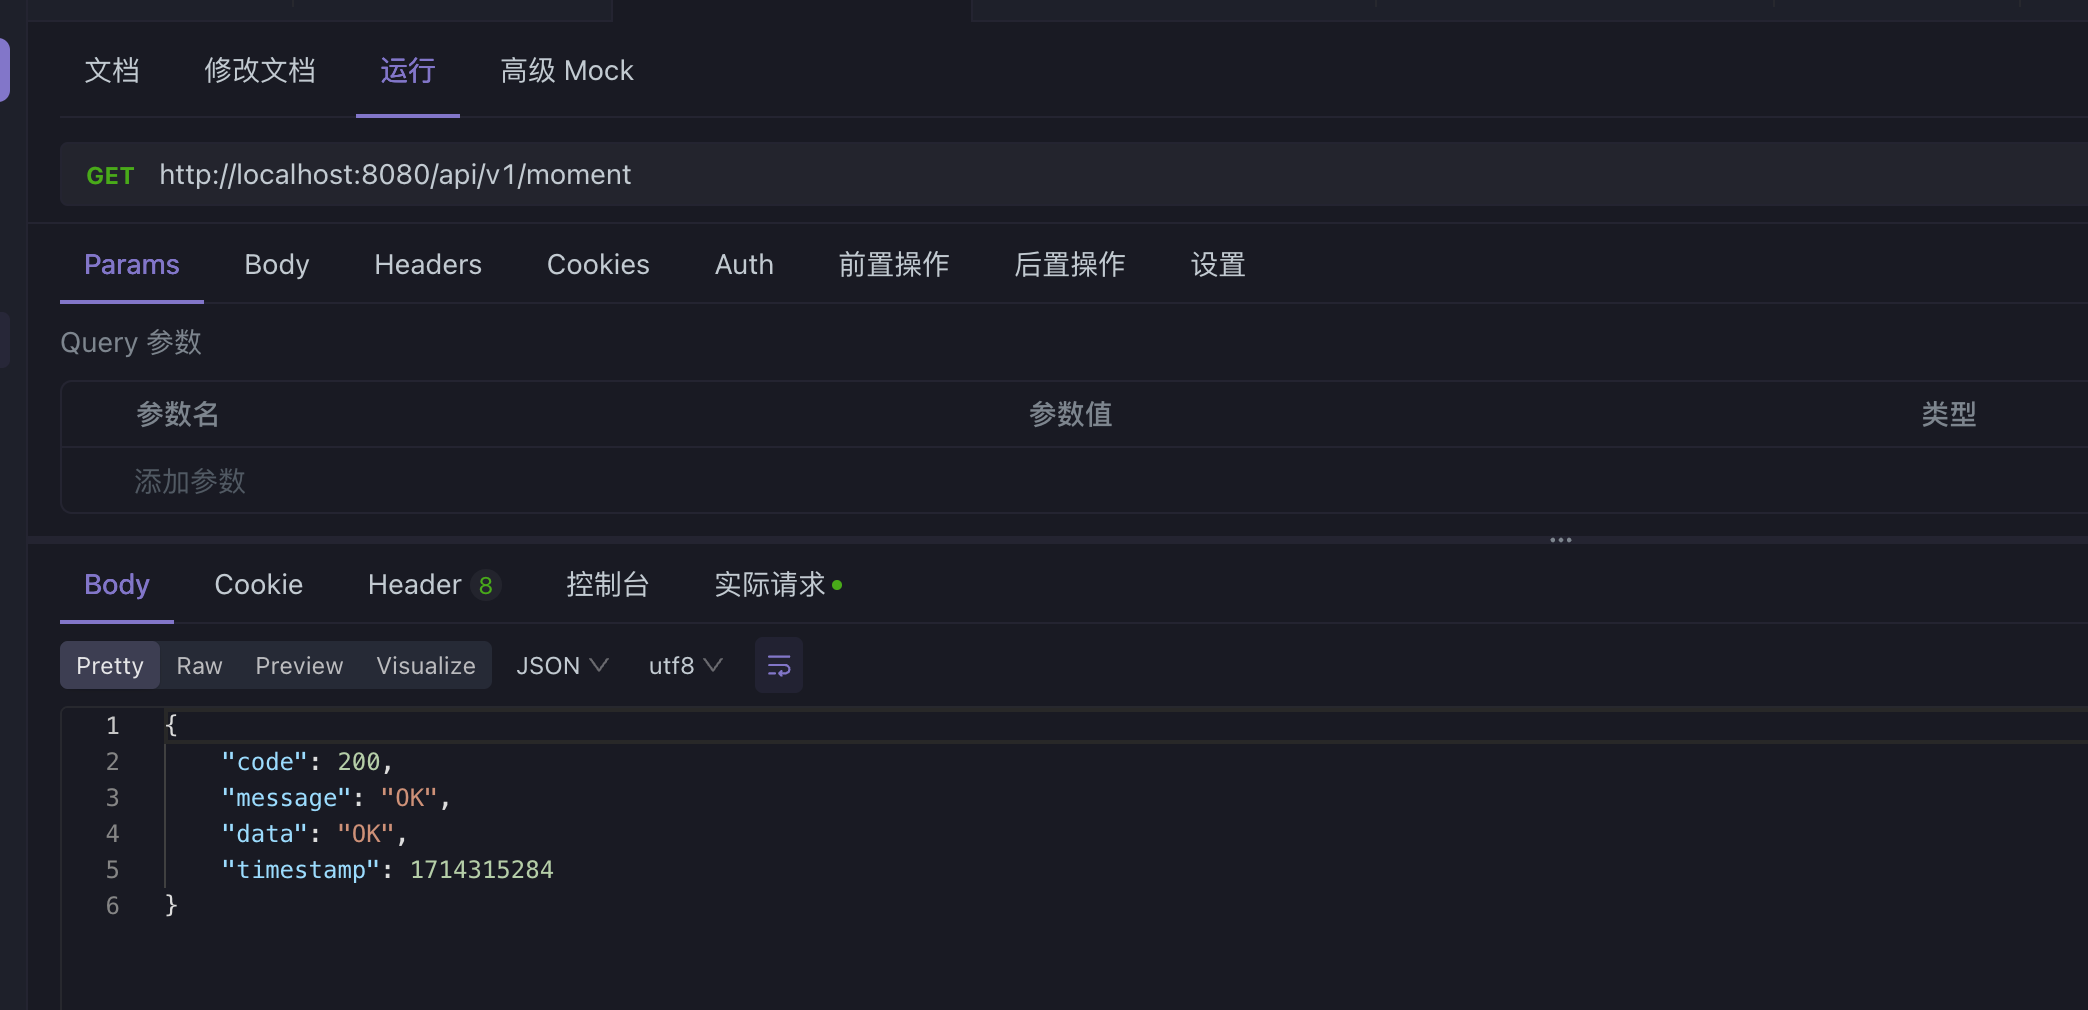 文档 修改文档 运行 高级 Mock
GET http://localhost:8080/api/v1/moment
Params Body Headers Cookies Auth 前置操作 后置操作 设置
Query 参数
参数名 参数值 类型
添加参数
Body Cookie Header 8 控制台 实际请求
Pretty Raw Preview Visualize JSON utf8
1 {
2 "code": 200,
3 "message": "OK",
4 "data": "OK",
5 "timestamp": 1714315284
6 }